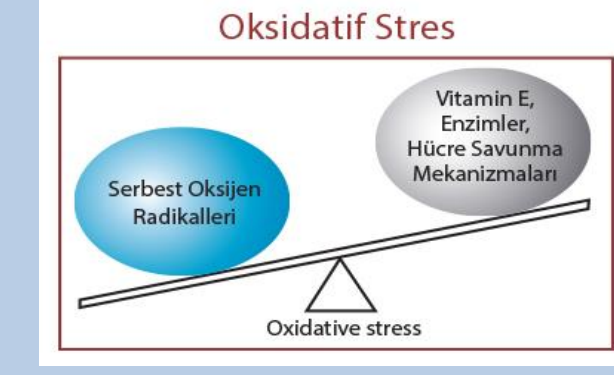 Oksidatif Stres
Vitamin E,
Enzimler,
Hücre Savunma
Mekanizmaları
Serbest Oksijen
Radikalleri
Oxidative stress